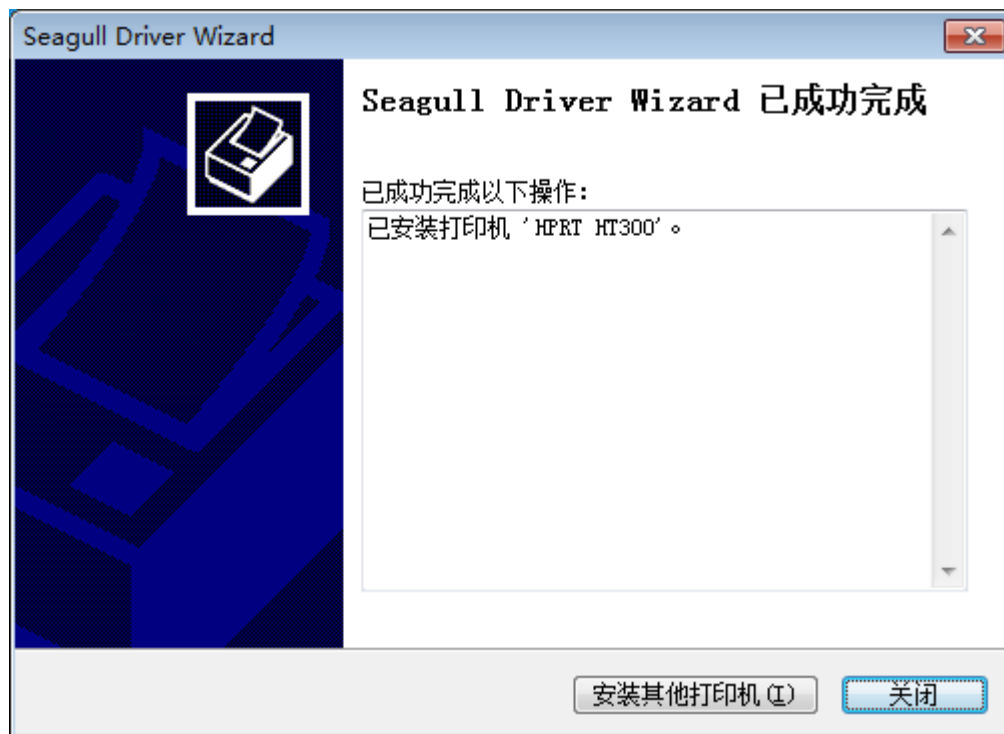 Seagull Driver Wizard
Seagull Driver Wizard 已成功完成
已成功完成以下操作：
已安装打印机 'HPRT HT300'。
安装其他打印机(I)
关闭